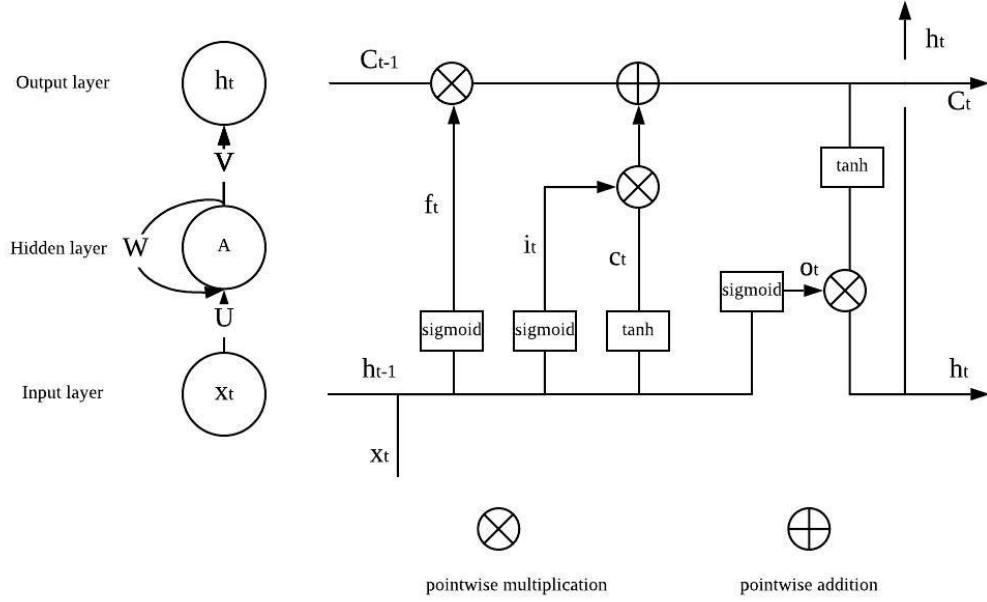 Output layer
ht
V
Hidden layer
W
A
U
Input layer
xt
Ct-1
ht
Ct
tanh
ft
it
ct
ot
sigmoid
sigmoid
sigmoid
tanh
ht-1
ht
xt
pointwise multiplication
pointwise addition